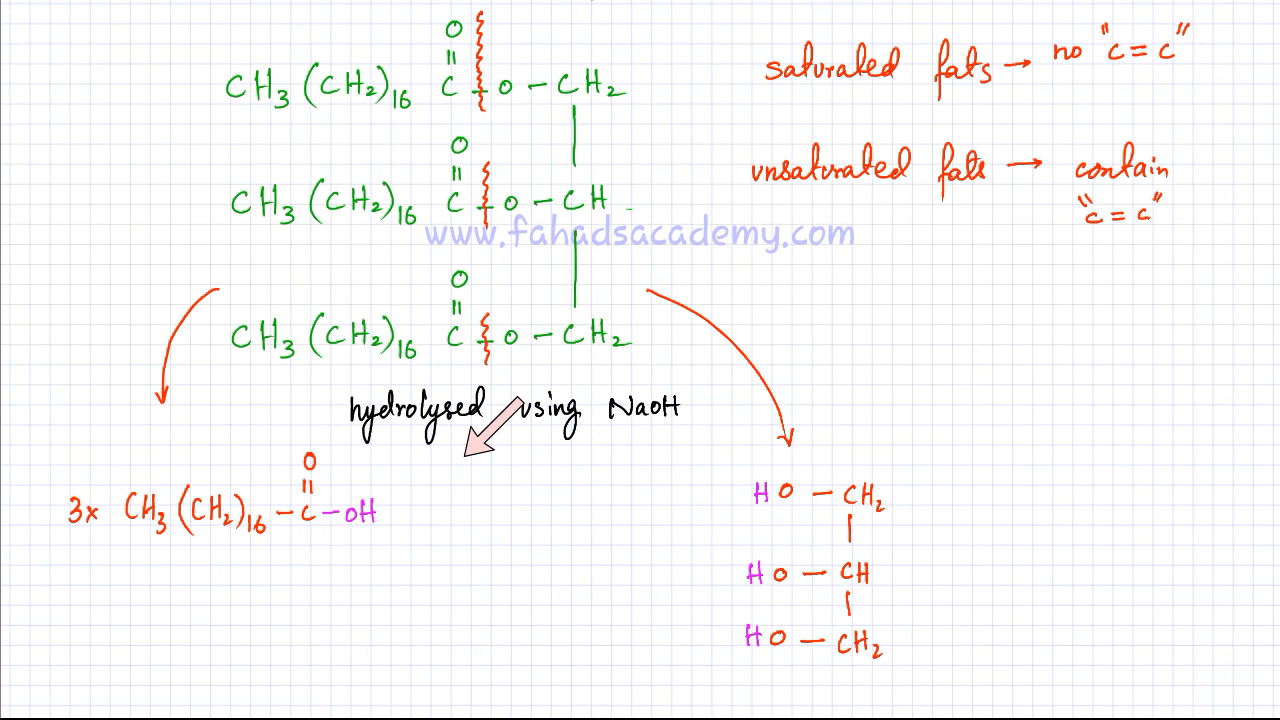 O
||
CH₃ (CH₂)₁₆ C - O - CH₂
saturated fats → no "C = C"
O
||
CH₃ (CH₂)₁₆ C - O - CH
unsaturated fats → contain
"C = C"
www.fahadsacademy.com
O
||
CH₃ (CH₂)₁₆ C - O - CH₂
hydrolysed using NaOH
O
||
3x CH₃ (CH₂)₁₆ - C - OH
HO - CH₂
|
HO - CH
|
HO - CH₂